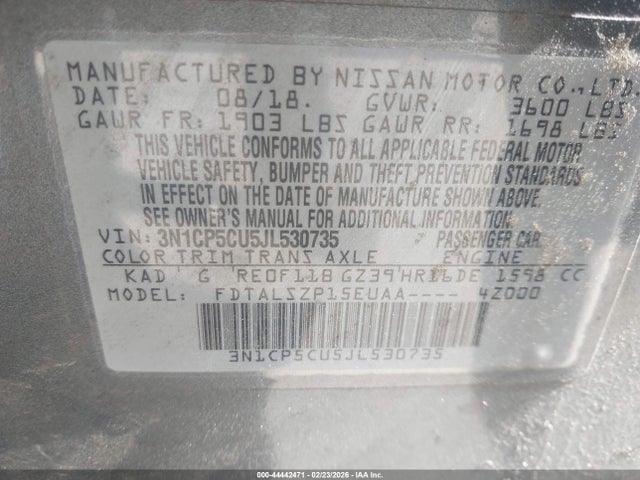 MANUFACTURED BY NISSAN MOTOR CO.,LTD.
DATE: 08/18. GVWR: 3600 LBS
GAWR FR: 1903 LBS GAWR RR: 1698 LBS
THIS VEHICLE CONFORMS TO ALL APPLICABLE FEDERAL MOTOR
VEHICLE SAFETY, BUMPER AND THEFT PREVENTION STANDARDS
IN EFFECT ON THE DATE OF MANUFACTURE SHOWN ABOVE.
SEE OWNER'S MANUAL FOR ADDITIONAL INFORMATION.
VIN: 3N1CP5CU5JL530735 PASSENGER CAR
COLOR TRIM TRANS AXLE ENGINE
KAD G RE0F11B GZ39 HR16DE 1598 CC
MODEL: FDTALSZP15EUAA---- 4Z000
3N1CP5CU5JL530735
000-44442471 | 02/23/2026 - Copyright IAA, LLC